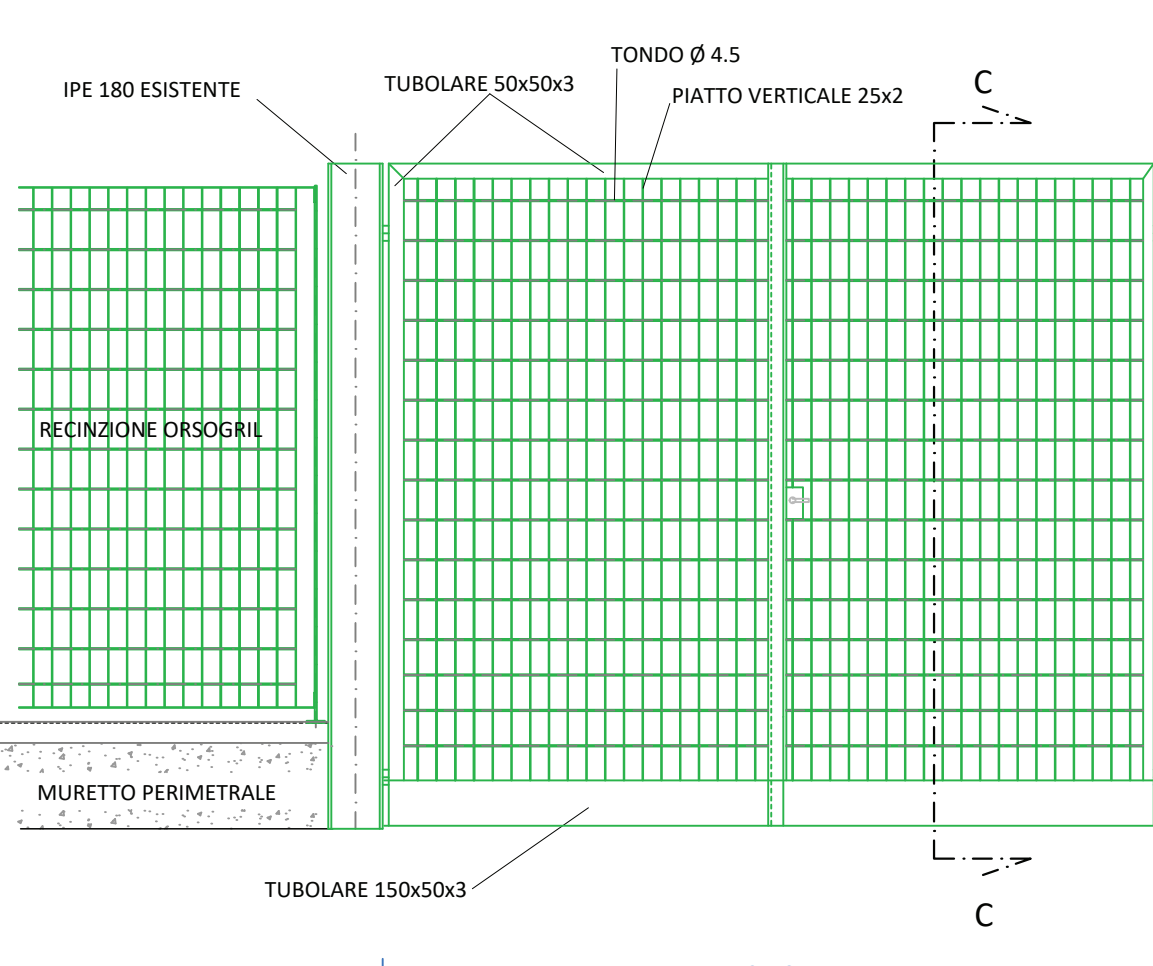 TONDO Ø 4.5
C
IPE 180 ESISTENTE
TUBOLARE 50x50x3
PIATTO VERTICALE 25x2
RECINZIONE ORSOGRIL
MURETTO PERIMETRALE
TUBOLARE 150x50x3
C